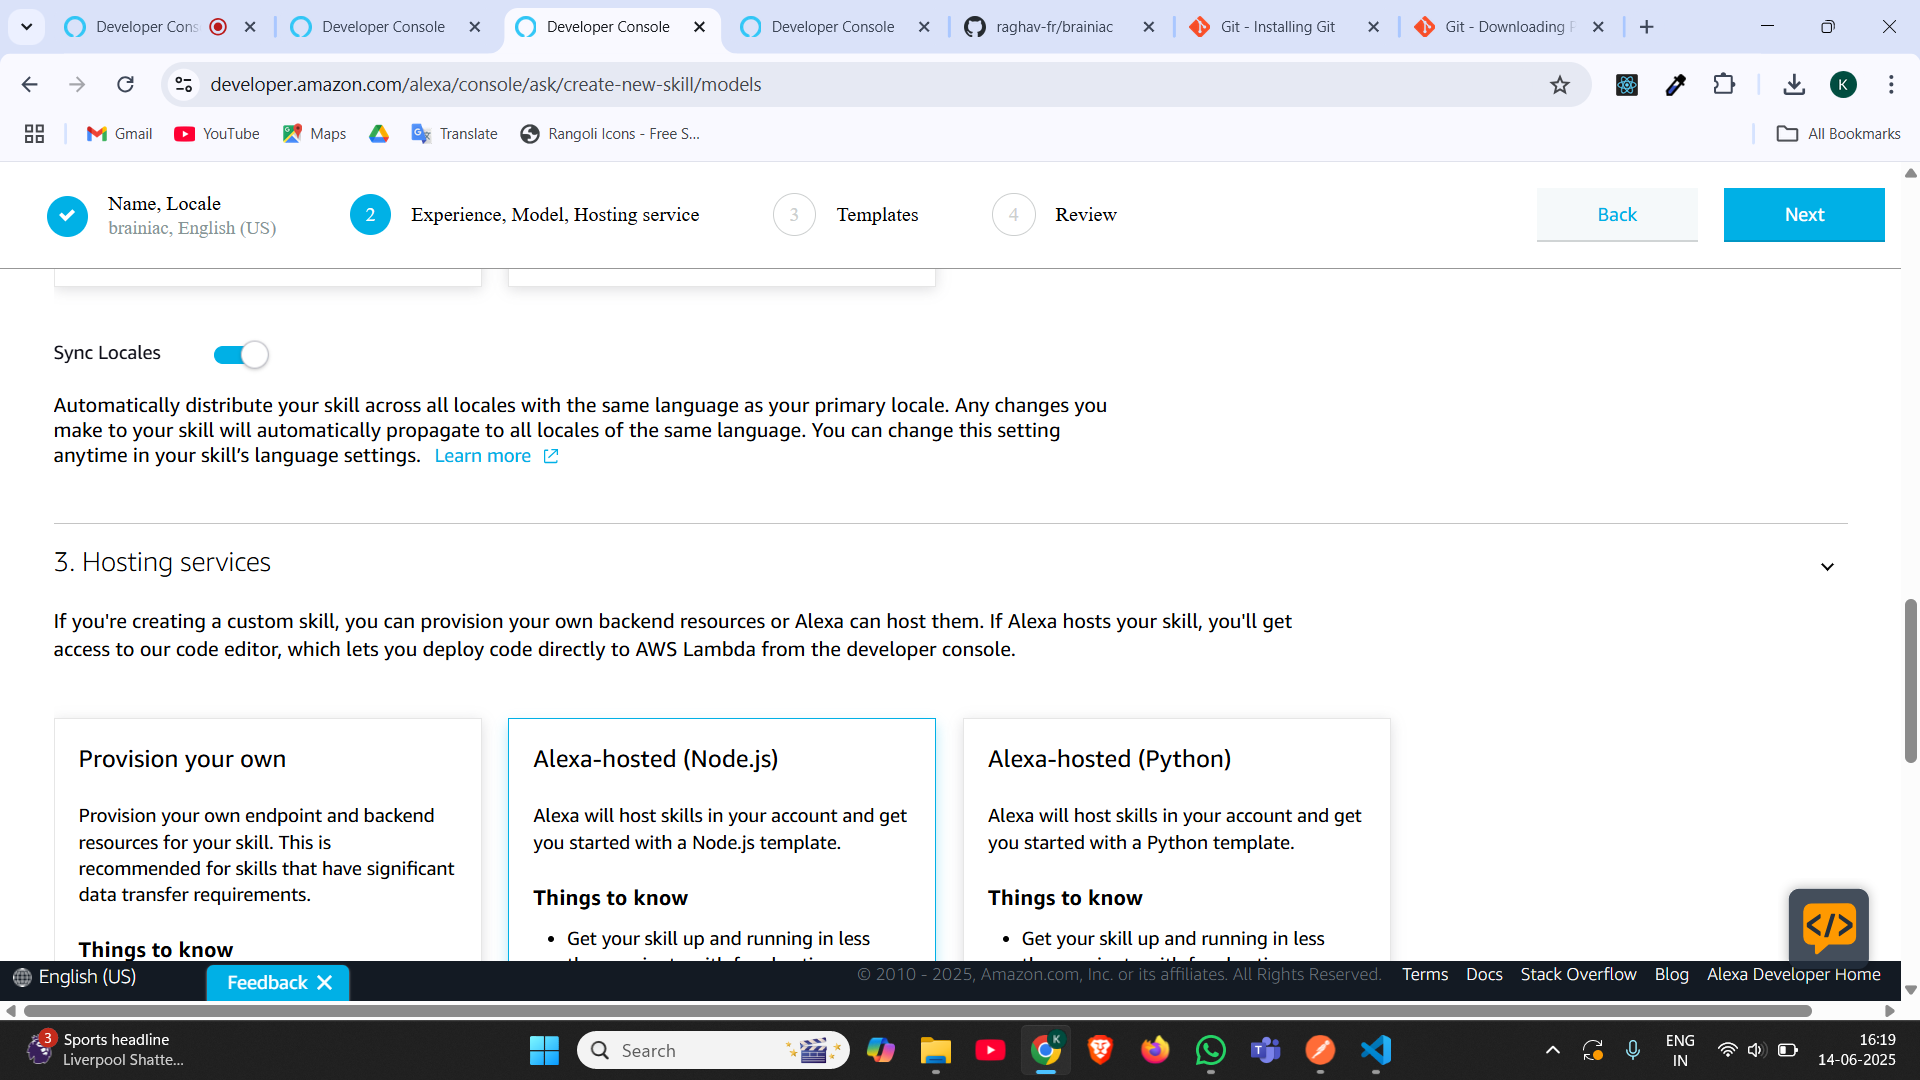 Developer Cons
Developer Console
Developer Console
Developer Console
raghav-fr/brainiac
Git - Installing Git
Git - Downloading P
developer.amazon.com/alexa/console/ask/create-new-skill/models
K
Gmail
YouTube
Maps
Translate
Rangoli Icons - Free S...
All Bookmarks
Name, Locale
brainiac, English (US)
2
Experience, Model, Hosting service
3
Templates
4
Review
Back
Next
Sync Locales
Automatically distribute your skill across all locales with the same language as your primary locale. Any changes you
make to your skill will automatically propagate to all locales of the same language. You can change this setting
anytime in your skill’s language settings. Learn more
3. Hosting services
If you're creating a custom skill, you can provision your own backend resources or Alexa can host them. If Alexa hosts your skill, you'll get
access to our code editor, which lets you deploy code directly to AWS Lambda from the developer console.
Provision your own
Provision your own endpoint and backend
resources for your skill. This is
recommended for skills that have significant
data transfer requirements.
Things to know
Alexa-hosted (Node.js)
Alexa will host skills in your account and get
you started with a Node.js template.
Things to know
• Get your skill up and running in less
Alexa-hosted (Python)
Alexa will host skills in your account and get
you started with a Python template.
Things to know
• Get your skill up and running in less
</>
English (US)
Feedback
© 2010 - 2025, Amazon.com, Inc. or its affiliates. All Rights Reserved.
Terms
Docs
Stack Overflow
Blog
Alexa Developer Home
3
Sports headline
Liverpool Shatte...
Search
K
ENG
IN
16:19
14-06-2025